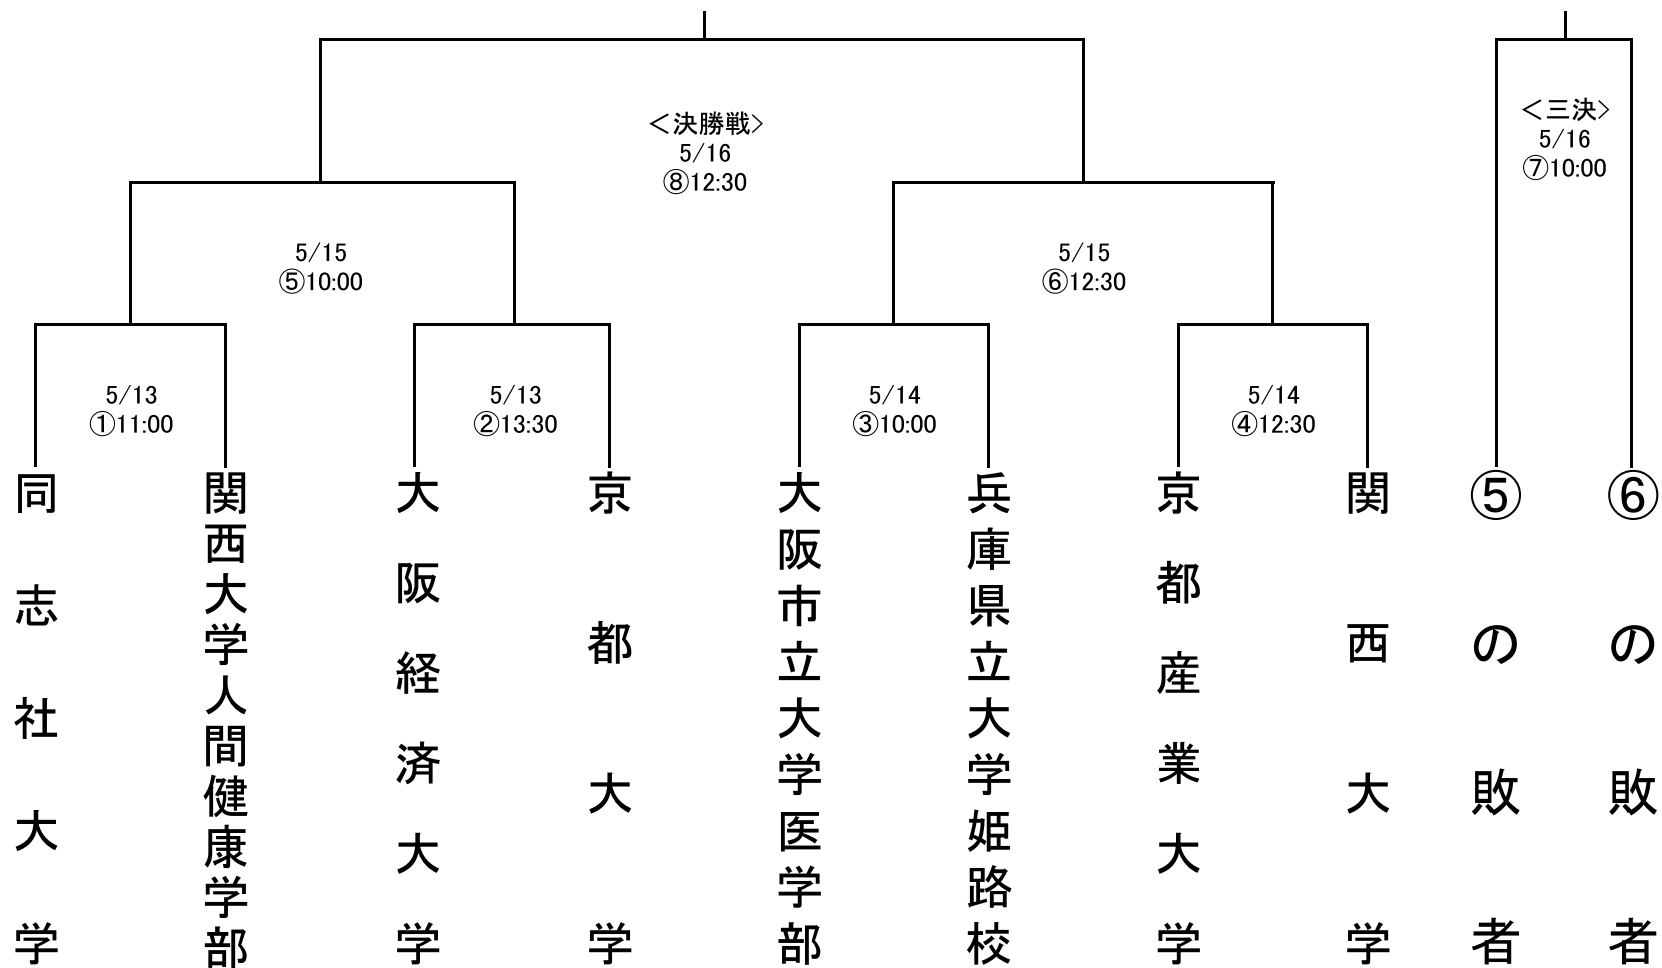 <決勝戦>
5/16
⑧12:30
<三決>
5/16
⑦10:00
5/15
⑤10:00
5/15
⑥12:30
5/13
①11:00
5/13
②13:30
5/14
③10:00
5/14
④12:30
同志社大学
関西大学人間健康学部
大阪経済大学
京都大学
大阪市立大学医学部
兵庫県立大学姫路校
京都産業大学
関西大学
⑤の敗者
⑥の敗者